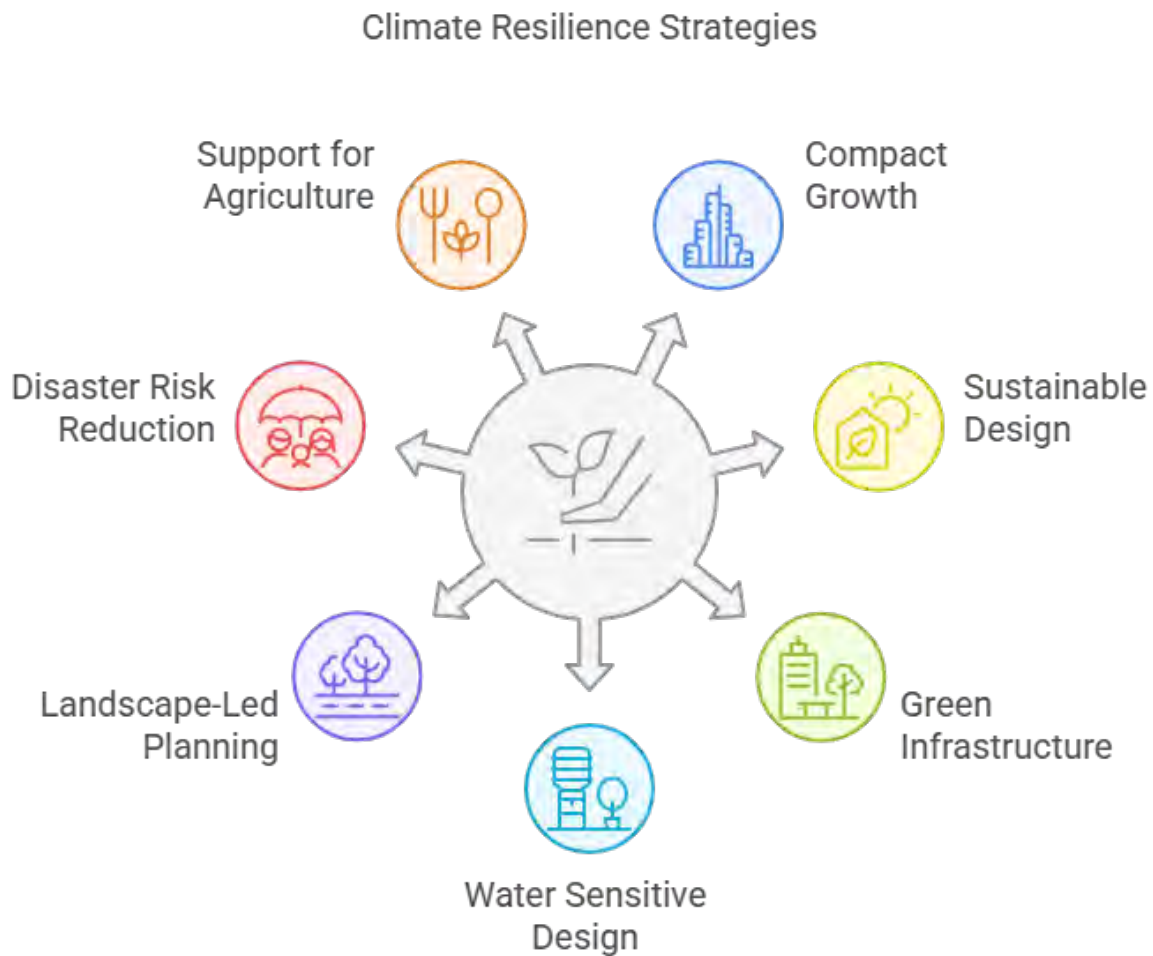 Climate Resilience Strategies
Support for
Agriculture
Compact
Growth
Disaster Risk
Reduction
Sustainable
Design
Landscape-Led
Planning
Green
Infrastructure
Water Sensitive
Design